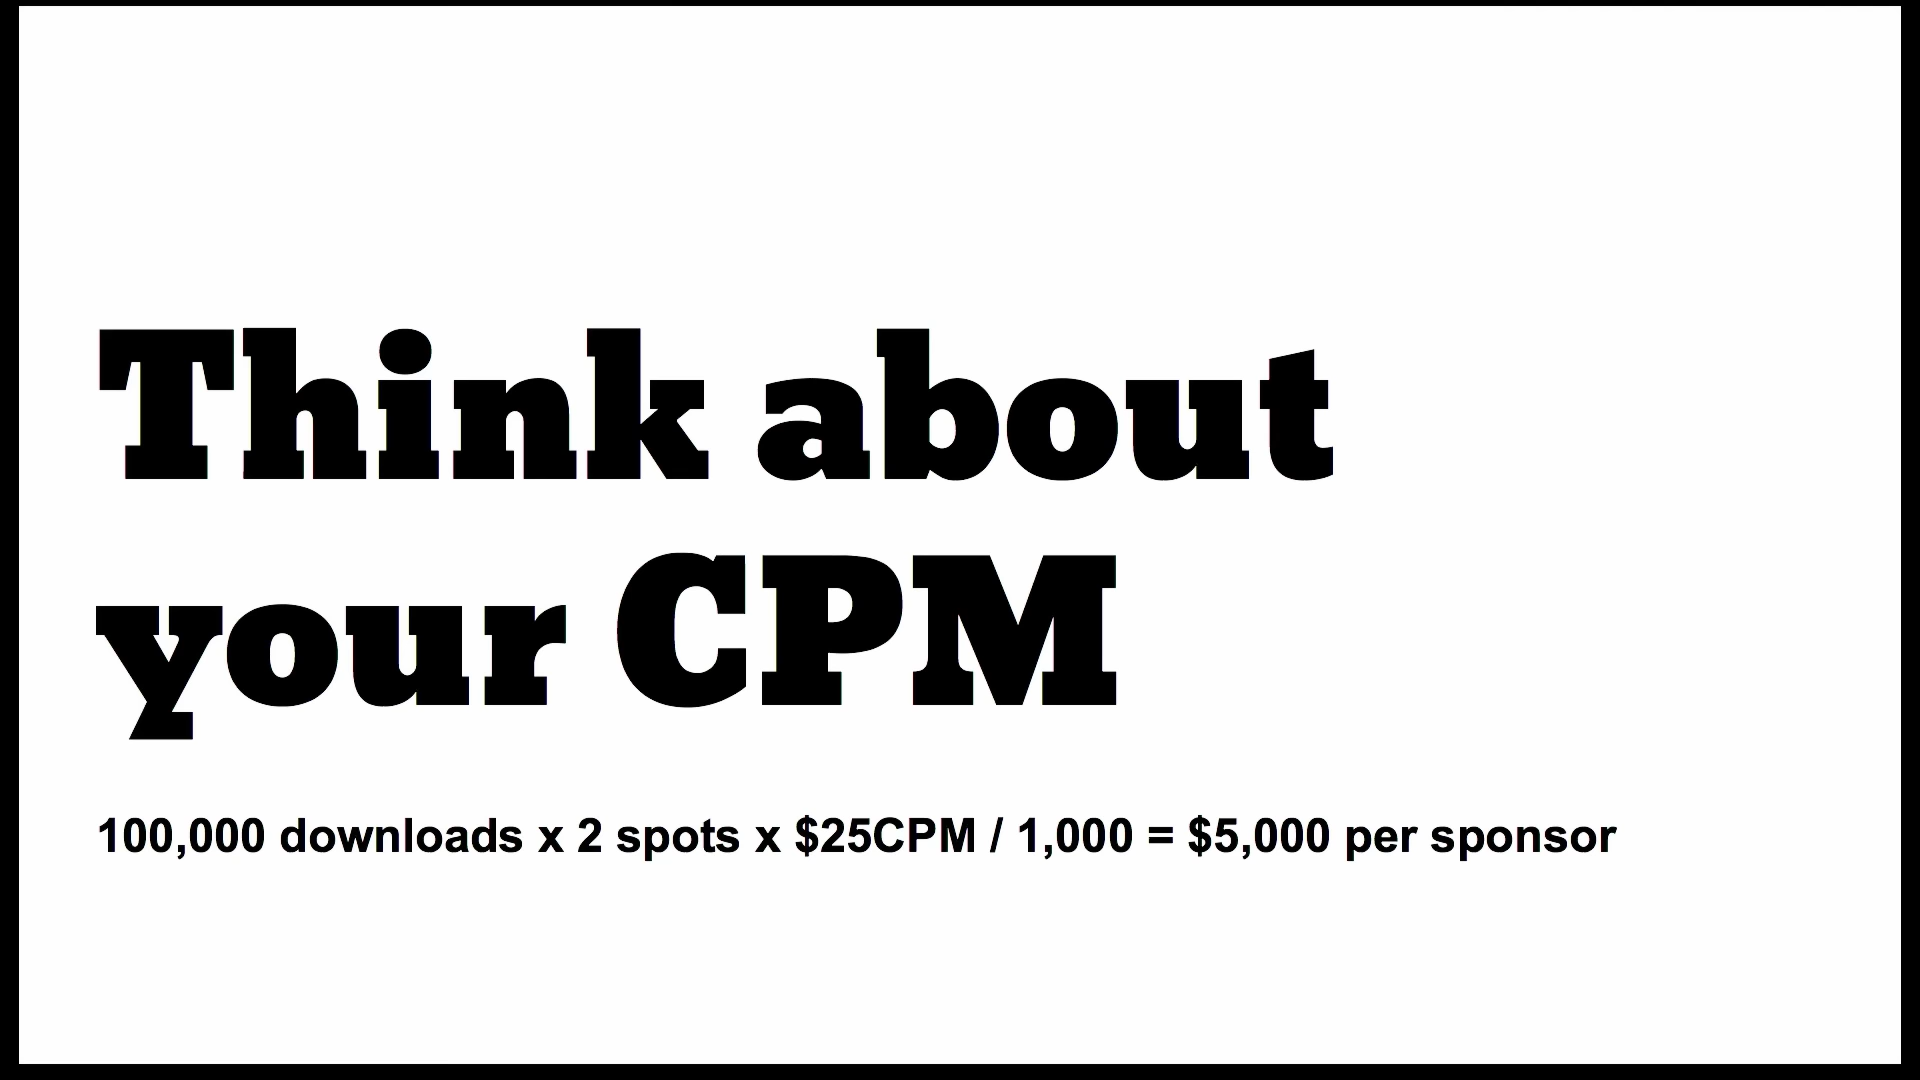 Think about
your CPM
100,000 downloads x 2 spots x $25CPM / 1,000 = $5,000 per sponsor